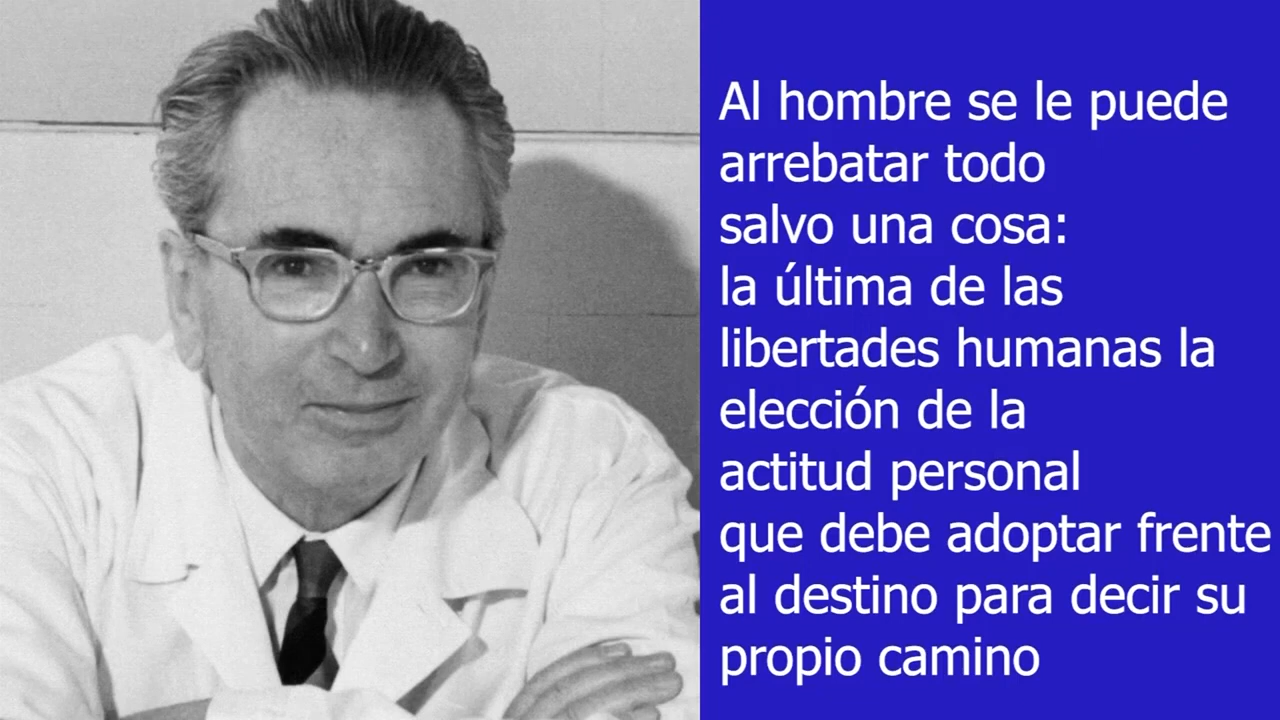 Al hombre se le puede
arrebatar todo
salvo una cosa:
la última de las
libertades humanas la
elección de la
actitud personal
que debe adoptar frente
al destino para decir su
propio camino